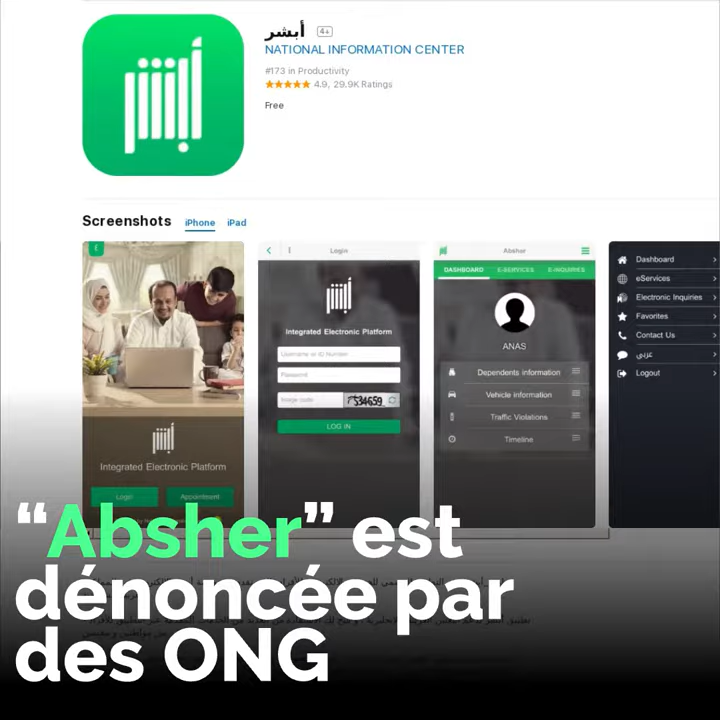 أبشر 4+
NATIONAL INFORMATION CENTER
#173 in Productivity
4.9, 29.9K Ratings
Free
Screenshots iPhone iPad
Integrated Electronic Platform
Login Appointment
Login
Integrated Electronic Platform
Username or ID Number
Password
Image code 534659
LOG IN
Absher
DASHBOARD E-SERVICES E-INQUIRIES
ANAS
Dependents information
Vehicle Information
Traffic Violations
Timeline
Dashboard
eServices
Electronic Inquiries
Favorites
Contact Us
عربي
Logout
“Absher” est
dénoncée par
des ONG